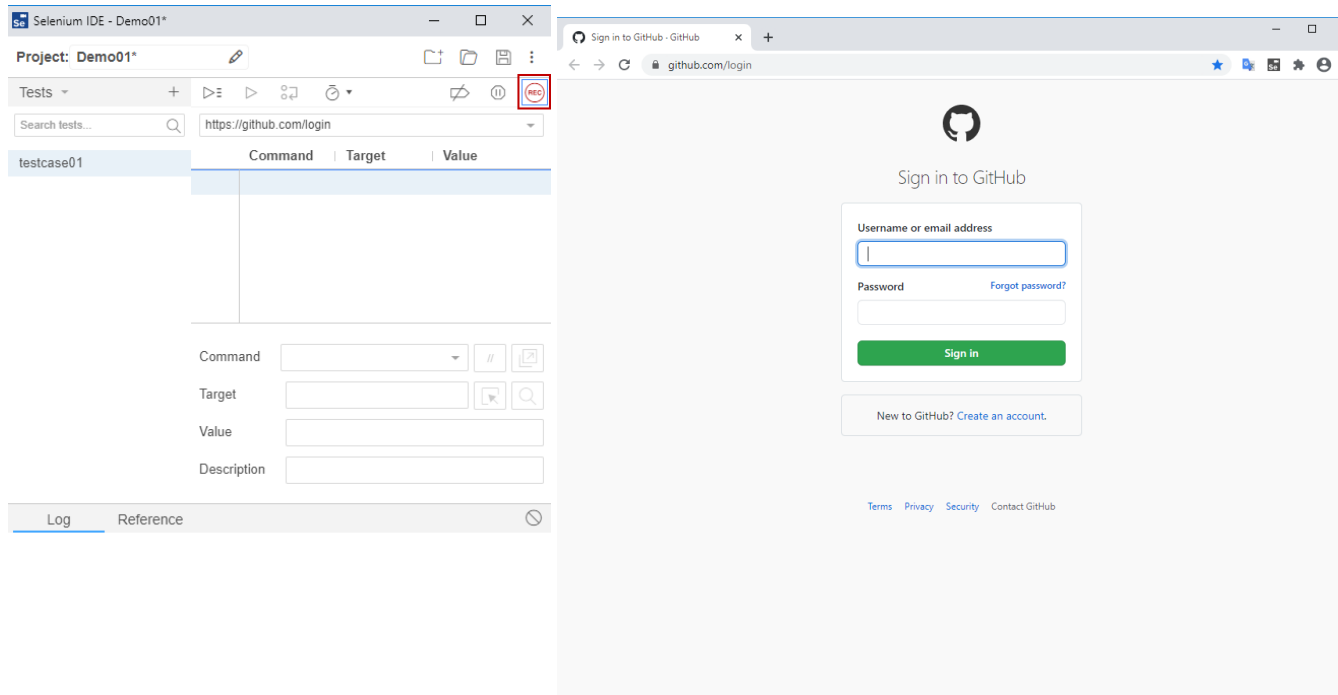 Se Selenium IDE - Demo01*
Project: Demo01*
Tests
REC
Search tests...
https://github.com/login
Command Target Value
testcase01
Command
//
Target
Value
Description
Log Reference
Sign in to GitHub · GitHub
github.com/login
Se
Sign in to GitHub
Username or email address
Password Forgot password?
Sign in
New to GitHub? Create an account.
Terms Privacy Security Contact GitHub